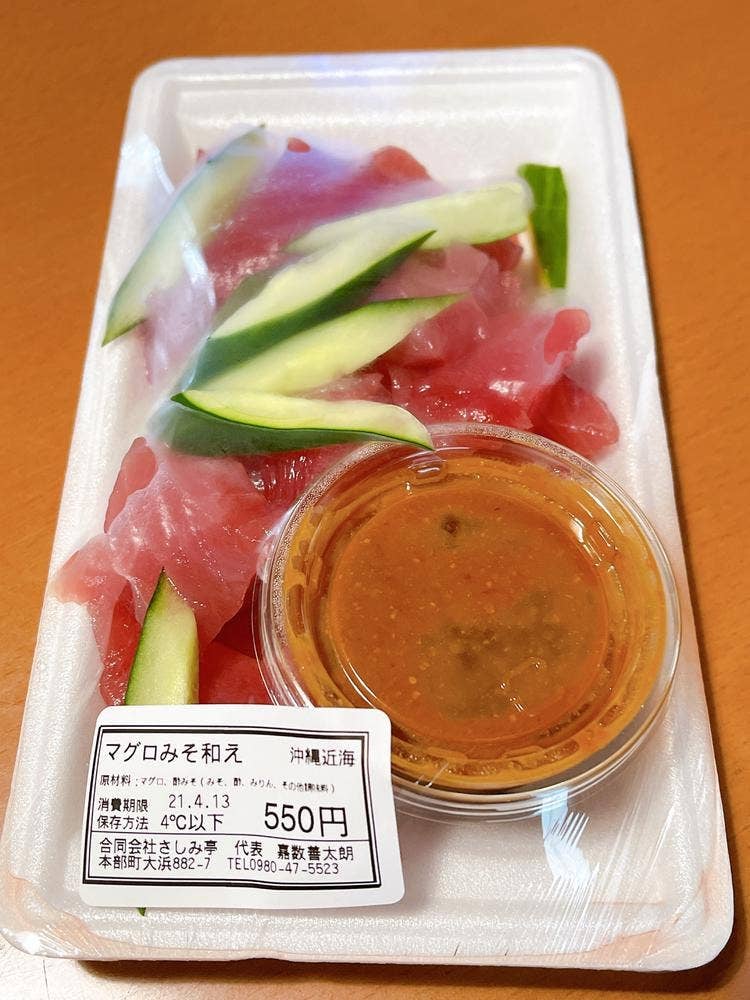 マグロみそ和え 沖縄近海
原材料:マグロ、酢みそ(みそ、酢、みりん、その他調味料)
消費期限 21.4.13
保存方法 4℃以下 550円
合同会社さしみ亭 代表 嘉数善太朗
本部町大浜882-7 TEL0980-47-5523